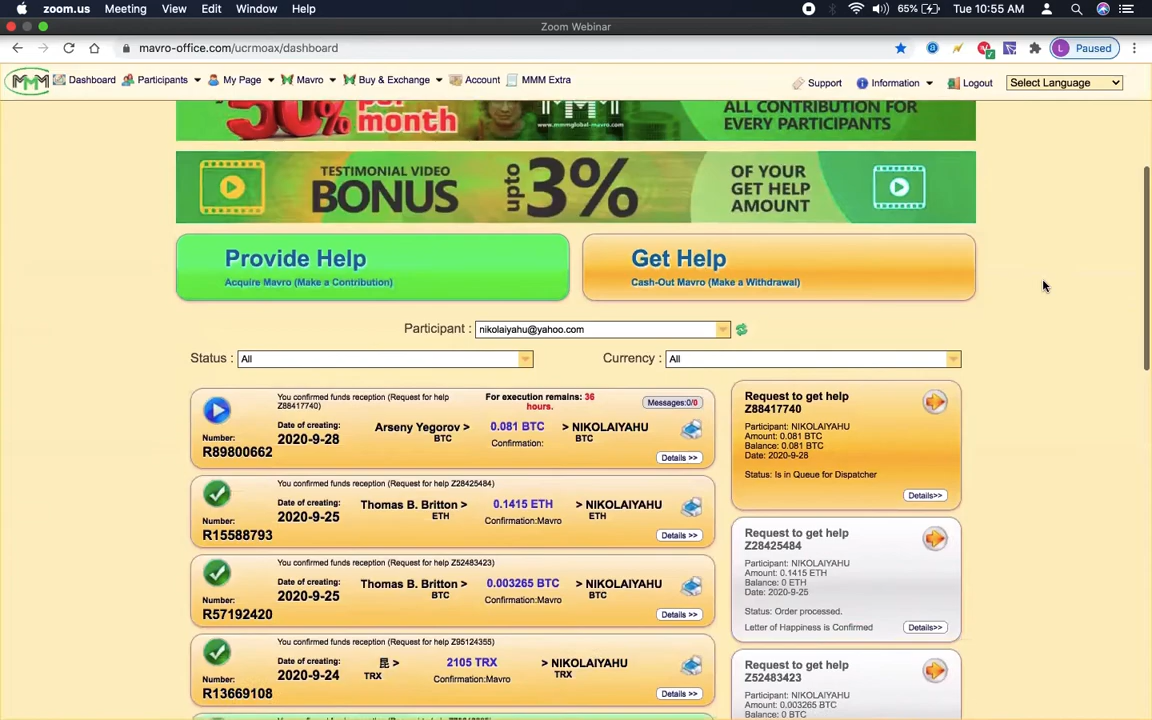 zoom.us Meeting View Edit Window Help 65% Tue 10:55 AM
Zoom Webinar
mavro-office.com/ucrmoax/dashboard L Paused
MMM Dashboard Participants My Page Mavro Buy & Exchange Account MMM Extra Support Information Logout Select Language
50% per month
www.mmmglobal-mavro.com
ALL CONTRIBUTION FOR
EVERY PARTICIPANTS
TESTIMONIAL VIDEO
BONUS
upto
3%
OF YOUR
GET HELP
AMOUNT
Provide Help
Acquire Mavro (Make a Contribution)
Get Help
Cash-Out Mavro (Make a Withdrawal)
Participant : nikolaiyahu@yahoo.com
Status : All
Currency : All
You confirmed funds reception (Request for help
Z88417740)
For execution remains: 36
hours.
Messages:0/0
Number:
R89800662
Date of creating:
2020-9-28
Arseny Yegorov >
BTC
0.081 BTC
Confirmation:
> NIKOLAIYAHU
BTC
Details >>
You confirmed funds reception (Request for help Z28425484)
Number:
R15588793
Date of creating:
2020-9-25
Thomas B. Britton >
ETH
0.1415 ETH
Confirmation:Mavro
> NIKOLAIYAHU
ETH
Details >>
You confirmed funds reception (Request for help Z52483423)
Number:
R57192420
Date of creating:
2020-9-25
Thomas B. Britton >
BTC
0.003265 BTC
Confirmation:Mavro
> NIKOLAIYAHU
BTC
Details >>
You confirmed funds reception (Request for help Z95124355)
Number:
R13669108
Date of creating:
2020-9-24
昆 >
TRX
2105 TRX
Confirmation:Mavro
> NIKOLAIYAHU
TRX
Details >>
Request to get help
Z88417740
Participant: NIKOLAIYAHU
Amount: 0.081 BTC
Balance: 0.081 BTC
Date: 2020-9-28
Status: Is in Queue for Dispatcher
Details>>
Request to get help
Z28425484
Participant: NIKOLAIYAHU
Amount: 0.1415 ETH
Balance: 0 ETH
Date: 2020-9-25
Status: Order processed.
Letter of Happiness is Confirmed
Details>>
Request to get help
Z52483423
Participant: NIKOLAIYAHU
Amount: 0.003265 BTC
Balance: 0 BTC